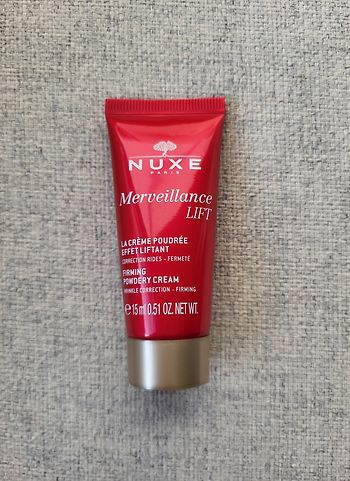 NUXE
PARIS
Merveillance
LIFT
LA CRÈME POUDRÉE
EFFET LIFTANT
CORRECTION RIDES - FERMETÉ
FIRMING
POWDERY CREAM
WRINKLE CORRECTION - FIRMING
℮ 15 ml 0.51 OZ. NET WT.